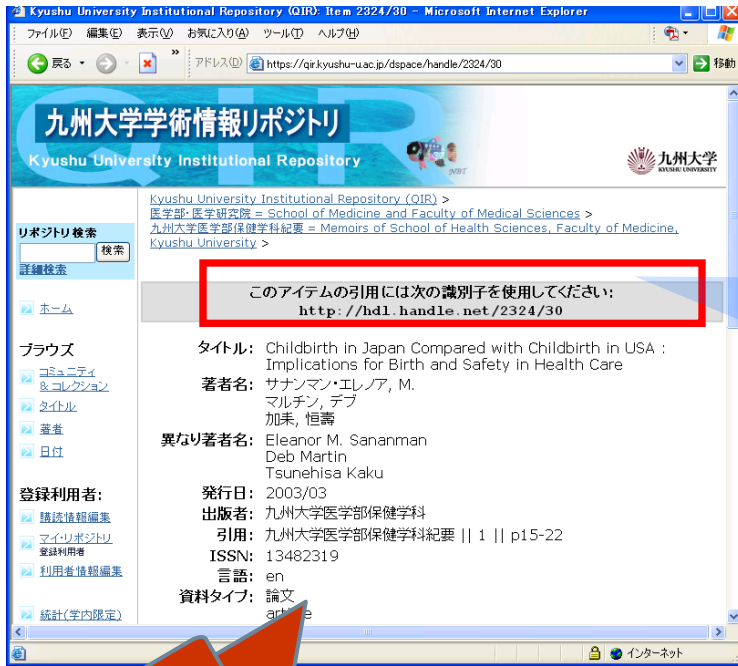 Kyushu University Institutional Repository (QIR): Item 2324/30 - Microsoft Internet Explorer
ファイル(F) 編集(E) 表示(V) お気に入り(A) ツール(T) ヘルプ(H)
戻る アドレス(D) https://qir.kyushu-u.ac.jp/dspace/handle/2324/30 移動
九州大学学術情報リポジトリ
Kyushu University Institutional Repository
九州大学
KYUSHU UNIVERSITY
Kyushu University Institutional Repository (QIR) >
医学部・医学研究院 = School of Medicine and Faculty of Medical Sciences >
九州大学医学部保健学科紀要 = Memoirs of School of Health Sciences, Faculty of Medicine,
Kyushu University >
リポジトリ検索
検索
詳細検索
ホーム
ブラウズ
コミュニティ
&コレクション
タイトル
著者
日付
登録利用者:
購読情報編集
マイ・リポジトリ
登録利用者
利用者情報編集
統計(学内限定)
このアイテムの引用には次の識別子を使用してください:
http://hdl.handle.net/2324/30
タイトル: Childbirth in Japan Compared with Childbirth in USA :
Implications for Birth and Safety in Health Care
著者名: サナンマン・エレノア, M.
マルチン, デブ
加耒, 恒壽
異なり著者名: Eleanor M. Sananman
Deb Martin
Tsunehisa Kaku
発行日: 2003/03
出版者: 九州大学医学部保健学科
引用: 九州大学医学部保健学科紀要 || 1 || p15-22
ISSN: 13482319
言語: en
資料タイプ: 論文
インターネット